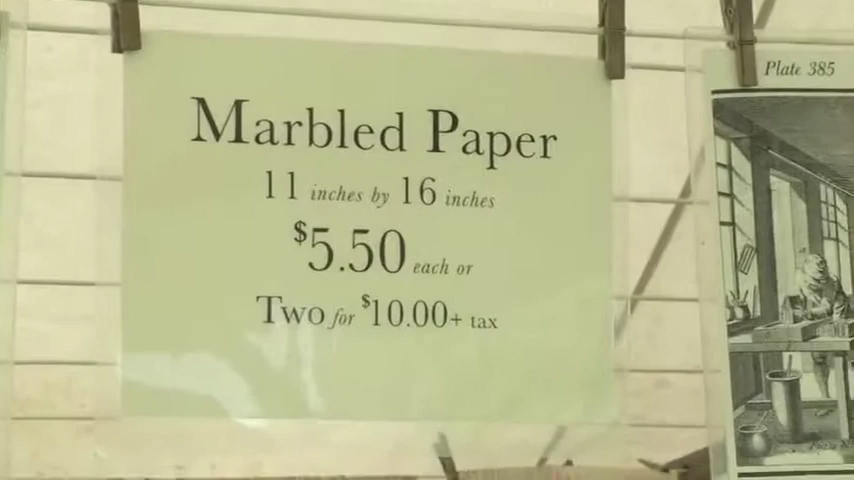 Marbled Paper
11 inches by 16 inches
$5.50 each or
Two for $10.00+ tax
Plate 385